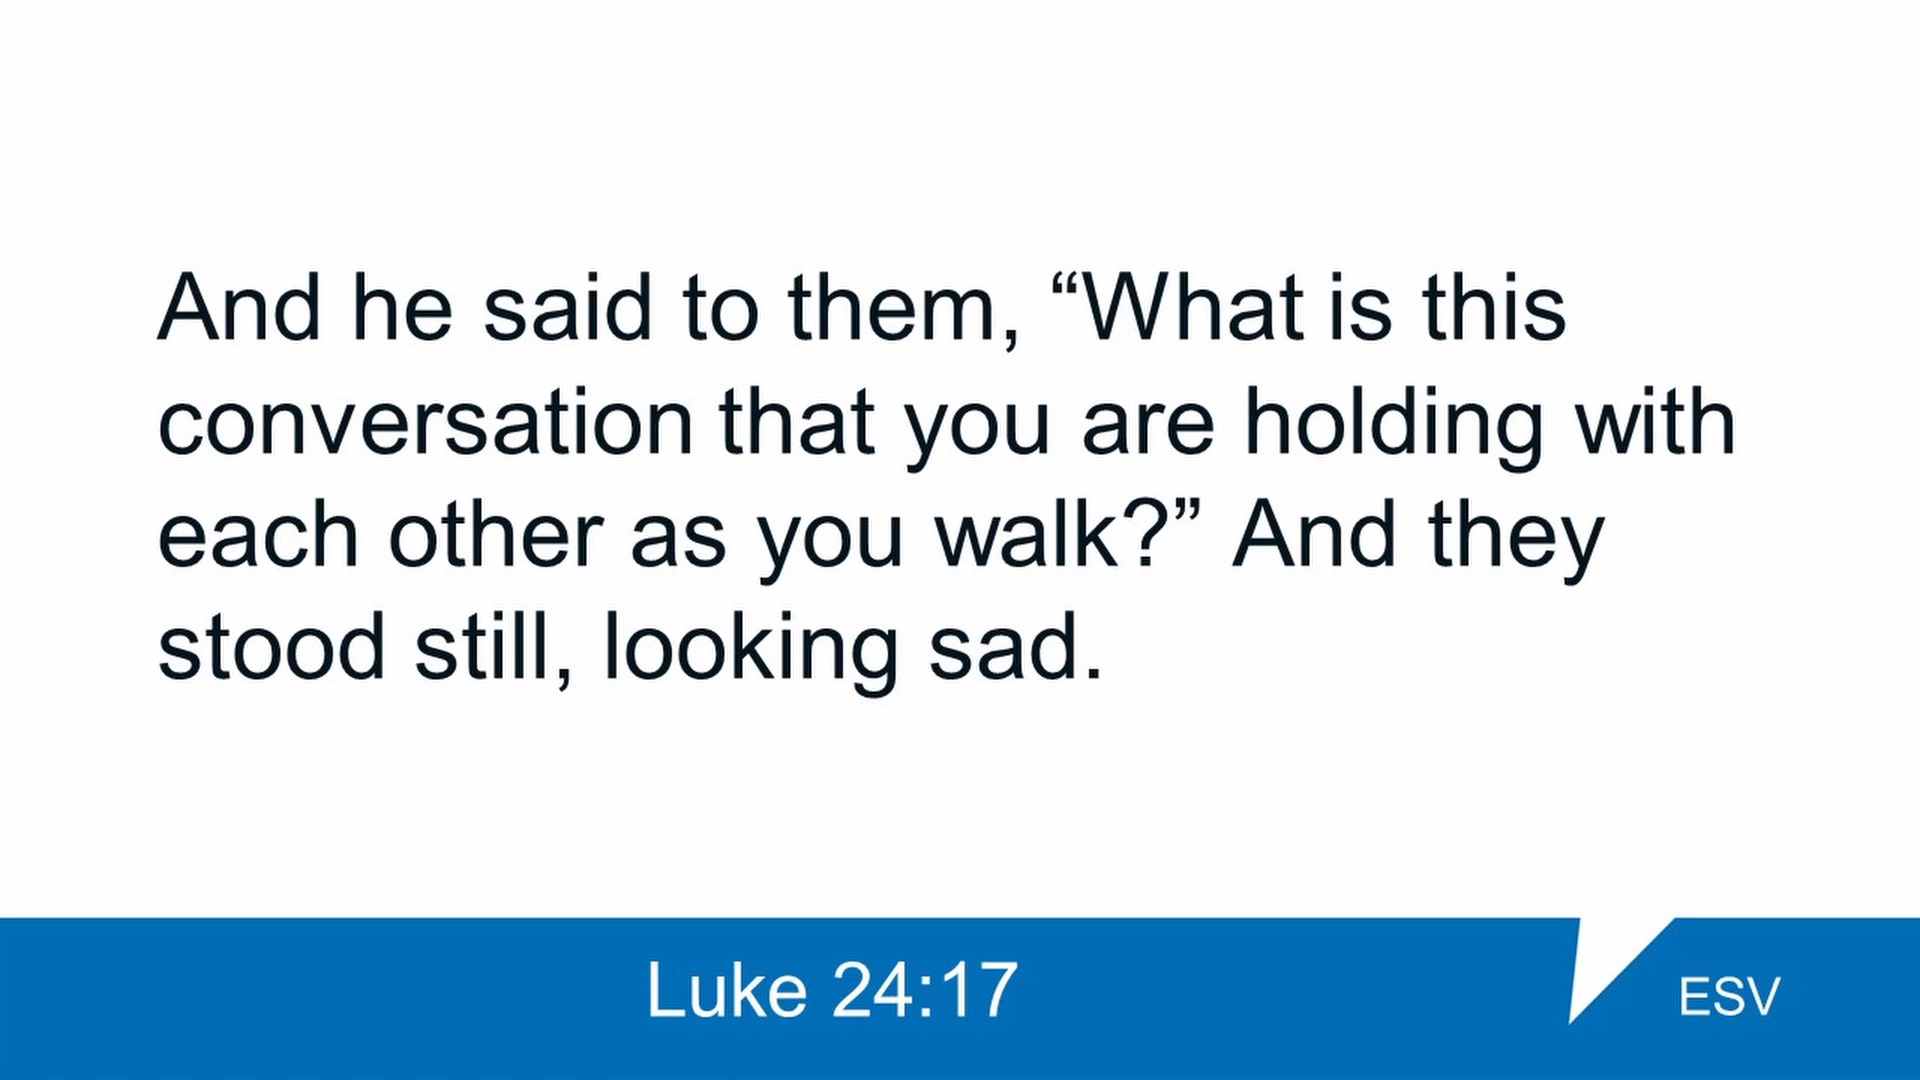 And he said to them, “What is this
conversation that you are holding with
each other as you walk?” And they
stood still, looking sad.
Luke 24:17
ESV